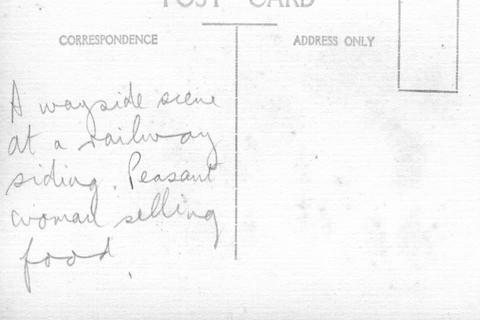 POST CARD
CORRESPONDENCE
ADDRESS ONLY
A wayside scene
at a railway
siding. Peasant
woman selling
food.